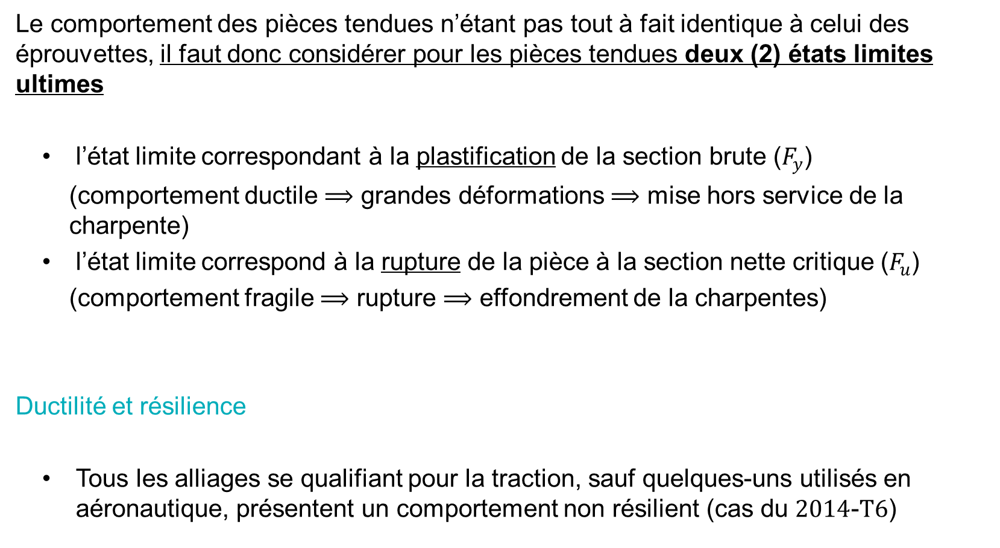 Le comportement des pièces tendues n’étant pas tout à fait identique à celui des
éprouvettes, il faut donc considérer pour les pièces tendues deux (2) états limites
ultimes
• l’état limite correspondant à la plastification de la section brute (F_y)
(comportement ductile ⟹ grandes déformations ⟹ mise hors service de la
charpente)
• l’état limite correspond à la rupture de la pièce à la section nette critique (F_u)
(comportement fragile ⟹ rupture ⟹ effondrement de la charpentes)
Ductilité et résilience
• Tous les alliages se qualifiant pour la traction, sauf quelques-uns utilisés en
aéronautique, présentent un comportement non résilient (cas du 2014-T6)